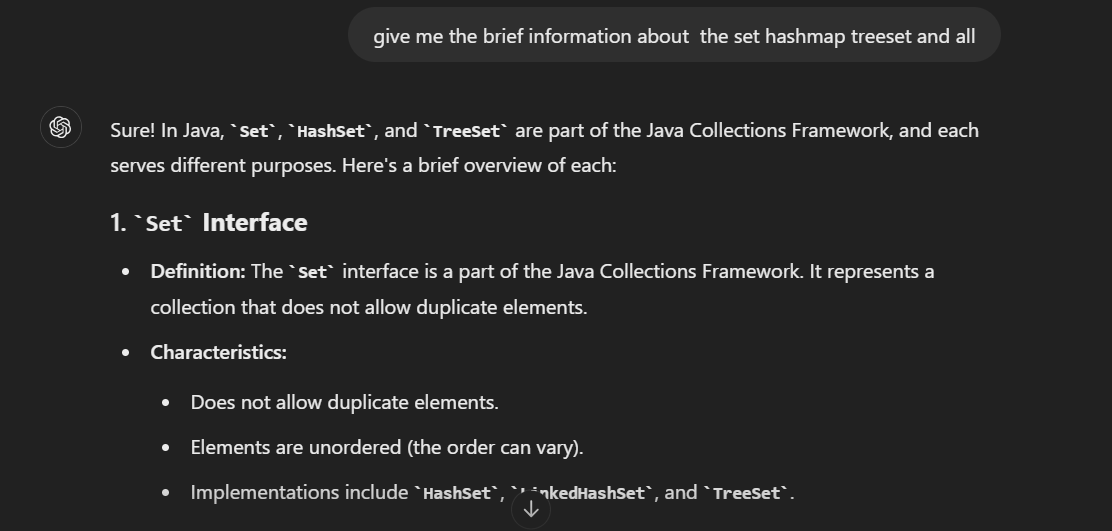 give me the brief information about  the set hashmap treeset and all
Sure! In Java, `Set`, `HashSet`, and `TreeSet` are part of the Java Collections Framework, and each
serves different purposes. Here's a brief overview of each:
1. `Set` Interface
• Definition: The `Set` interface is a part of the Java Collections Framework. It represents a
collection that does not allow duplicate elements.
• Characteristics:
• Does not allow duplicate elements.
• Elements are unordered (the order can vary).
• Implementations include `HashSet`, `LinkedHashSet`, and `TreeSet`.